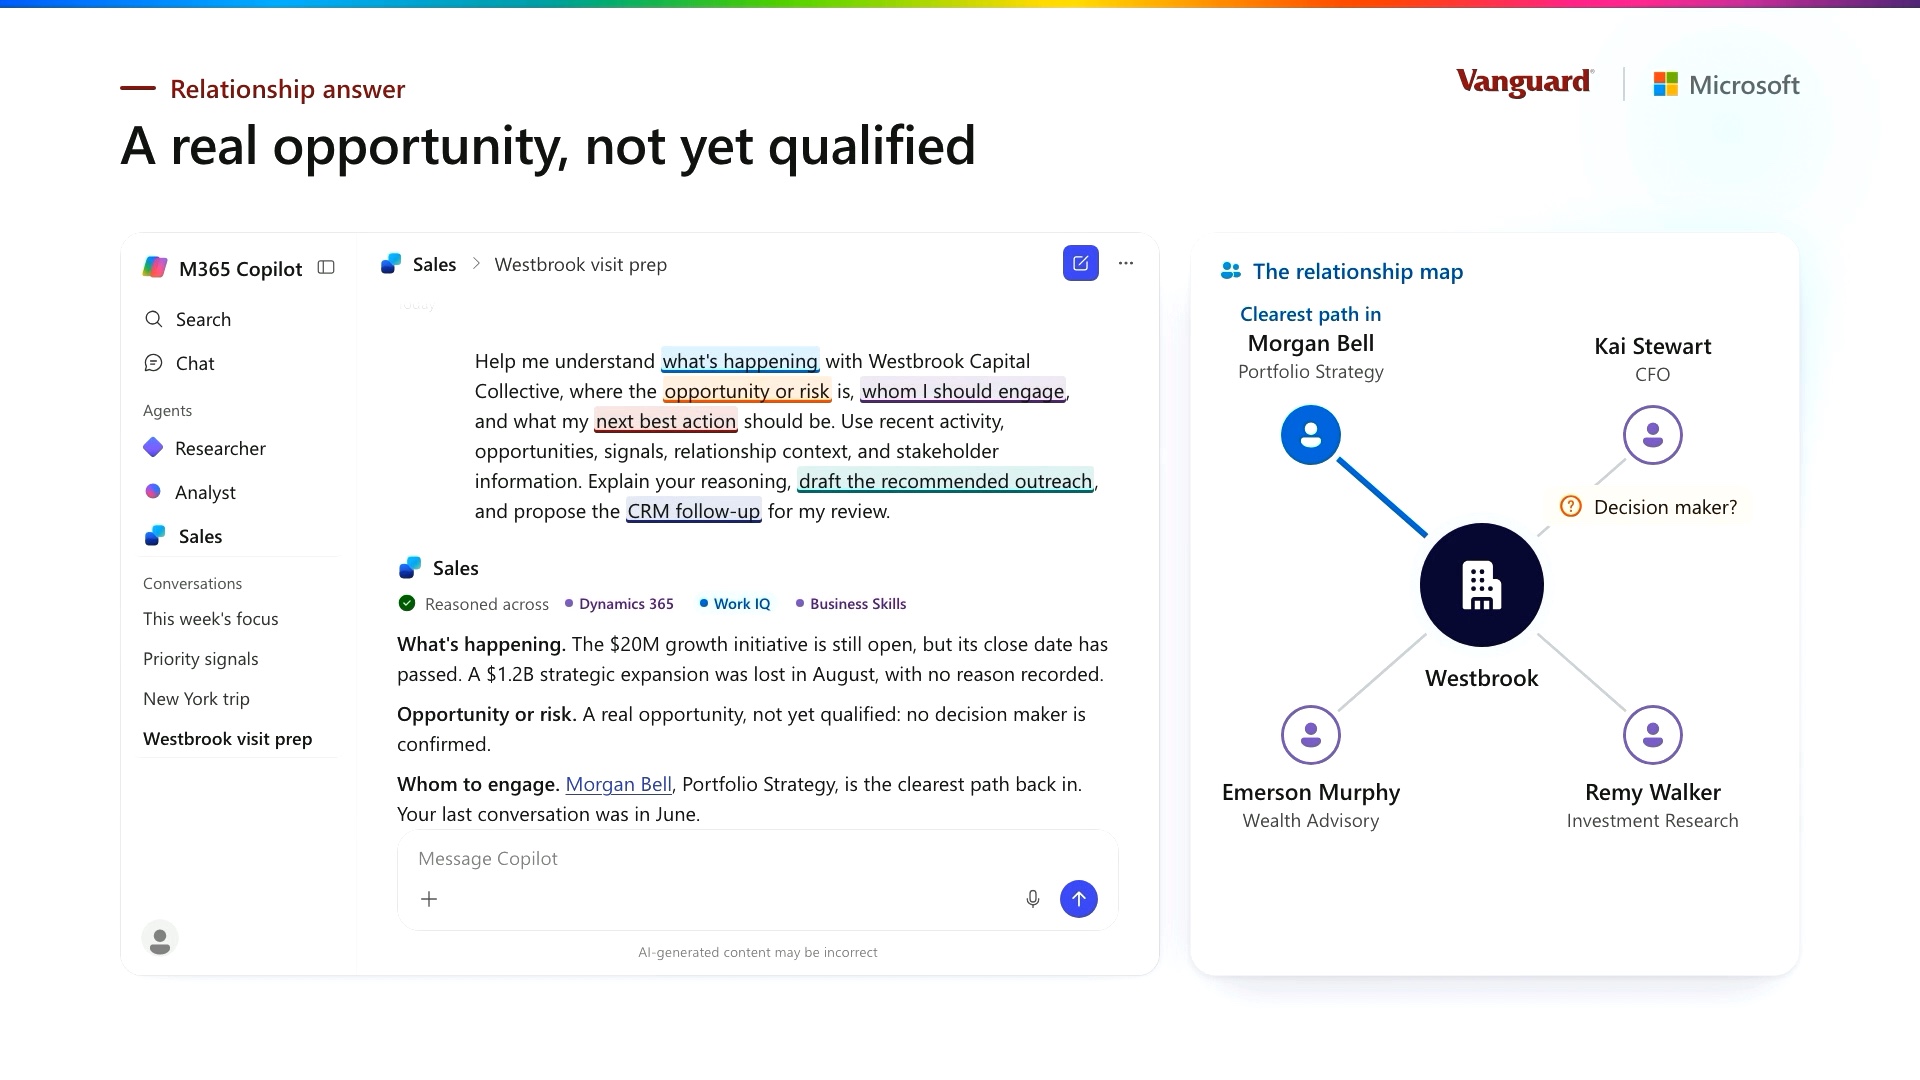 Relationship answer
A real opportunity, not yet qualified
Vanguard
Microsoft
M365 Copilot
Search
Chat
Agents
Researcher
Analyst
Sales
Conversations
This week's focus
Priority signals
New York trip
Westbrook visit prep
Sales
Westbrook visit prep
Help me understand what's happening with Westbrook Capital
Collective, where the opportunity or risk is, whom I should engage,
and what my next best action should be. Use recent activity,
opportunities, signals, relationship context, and stakeholder
information. Explain your reasoning, draft the recommended outreach,
and propose the CRM follow-up for my review.
Sales
Reasoned across Dynamics 365 Work IQ Business Skills
What's happening. The $20M growth initiative is still open, but its close date has
passed. A $1.2B strategic expansion was lost in August, with no reason recorded.
Opportunity or risk. A real opportunity, not yet qualified: no decision maker is
confirmed.
Whom to engage. Morgan Bell, Portfolio Strategy, is the clearest path back in.
Your last conversation was in June.
Message Copilot
AI-generated content may be incorrect
The relationship map
Clearest path in
Morgan Bell
Portfolio Strategy
Kai Stewart
CFO
Decision maker?
Westbrook
Emerson Murphy
Wealth Advisory
Remy Walker
Investment Research